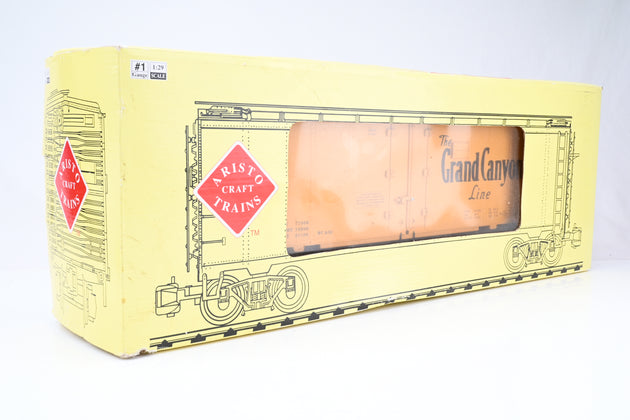 #1
Gauge
1:29
SCALE
ARISTO
CRAFT
TRAINS
ARISTO
CRAFT
TRAINS
TM
The
Grand Canyon
Line